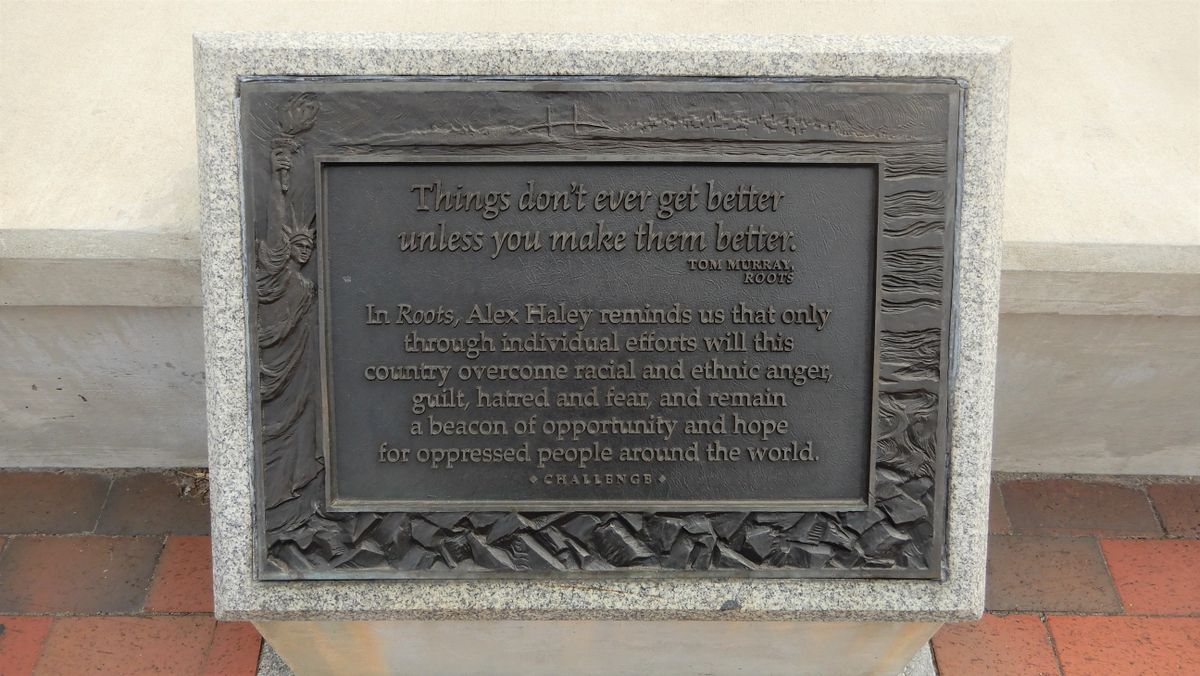 Things don't ever get better
unless you make them better.
TOM MURRAY,
ROOTS
In Roots, Alex Haley reminds us that only
through individual efforts will this
country overcome racial and ethnic anger,
guilt, hatred and fear, and remain
a beacon of opportunity and hope
for oppressed people around the world.
◆ CHALLENGE ◆